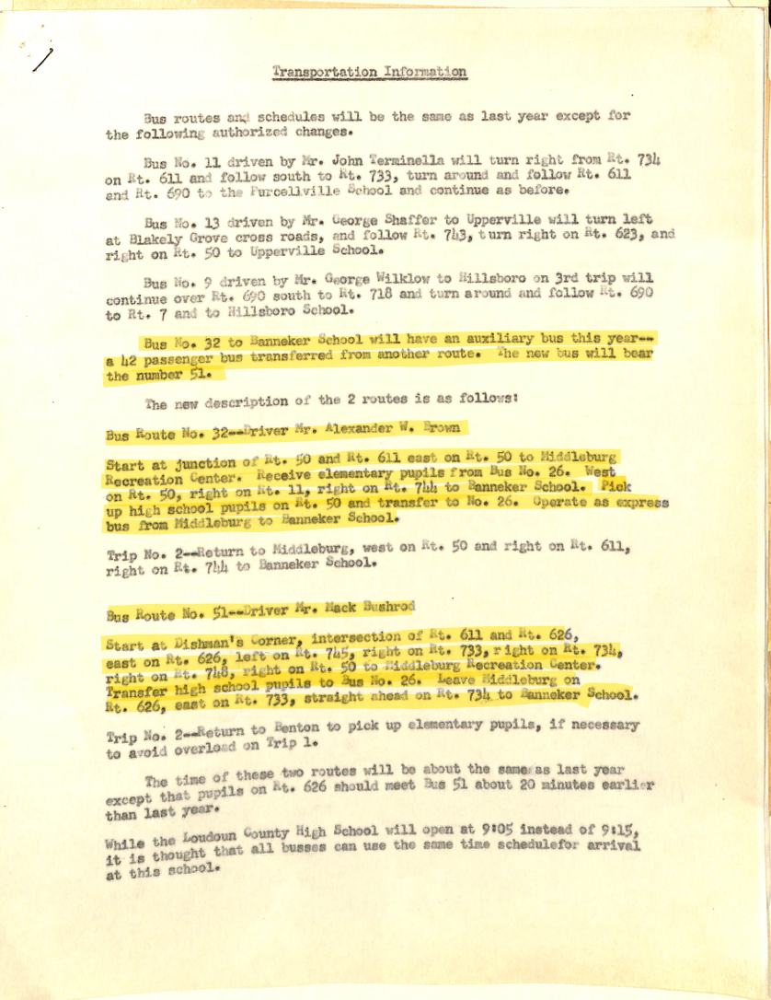 Transportation Information
Bus routes and schedules will be the same as last year except for
the following authorized changes.
Bus No. 11 driven by Mr. John Terminella will turn right from Rt. 734
on Rt. 611 and follow south to Rt. 733, turn around and follow Rt. 611
and Rt. 690 to the Purcellville School and continue as before.
Bus No. 13 driven by Mr. George Shaffer to Upperville will turn left
at Blakely Grove cross roads, and follow Rt. 743, turn right on Rt. 623, and
right on Rt. 50 to Upperville School.
Bus No. 9 driven by Mr. George Wilklow to Hillsboro on 3rd trip will
continue over Rt. 690 south to Rt. 718 and turn around and follow Rt. 690
to Rt. 7 and to Hillsboro School.
Bus No. 32 to Banneker School will have an auxiliary bus this year--
a 42 passenger bus transferred from another route. The new bus will bear
the number 51.
The new description of the 2 routes is as follows:
Bus Route No. 32--Driver Mr. Alexander W. Brown
Start at junction of Rt. 50 and Rt. 611 east on Rt. 50 to Middleburg
Recreation Center. Receive elementary pupils from Bus No. 26. West
on Rt. 50, right on Rt. 11, right on Rt. 744 to Banneker School. Pick
up high school pupils on Rt. 50 and transfer to No. 26. Operate as express
bus from Middleburg to Banneker School.
Trip No. 2--Return to Middleburg, west on Rt. 50 and right on Rt. 611,
right on Rt. 744 to Banneker School.
Bus Route No. 51--Driver Mr. Mack Bushrod
Start at Dishman's Corner, intersection of Rt. 611 and Rt. 626,
east on Rt. 626, left on Rt. 745, right on Rt. 733, right on Rt. 734,
right on Rt. 748, right on Rt. 50 to Middleburg Recreation Center.
Transfer high school pupils to Bus No. 26. Leave Middleburg on
Rt. 626, east on Rt. 733, straight ahead on Rt. 734 to Banneker School.
Trip No. 2--Return to Benton to pick up elementary pupils, if necessary
to avoid overload on Trip 1.
The time of these two routes will be about the same as last year
except that pupils on Rt. 626 should meet Bus 51 about 20 minutes earlier
than last year.
While the Loudoun County High School will open at 9:05 instead of 9:15,
it is thought that all busses can use the same time schedulefor arrival
at this school.